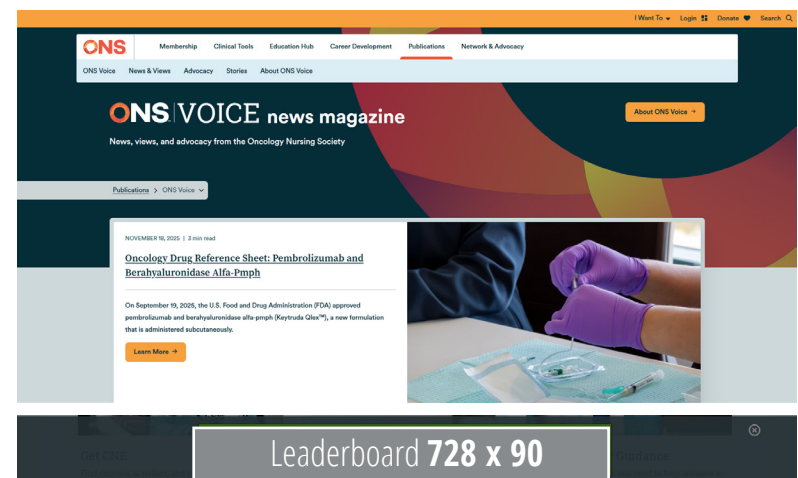 I Want To Login Donate Search
ONS Membership Clinical Tools Education Hub Career Development Publications Network & Advocacy
ONS Voice News & Views Advocacy Stories About ONS Voice
ONS VOICE news magazine
About ONS Voice →
News, views, and advocacy from the Oncology Nursing Society
Publications > ONS Voice
NOVEMBER 18, 2025 | 3 min read
Oncology Drug Reference Sheet: Pembrolizumab and
Berahyaluronidase Alfa-Pmph
On September 19, 2025, the U.S. Food and Drug Administration (FDA) approved
pembrolizumab and berahyaluronidase alfa-pmph (Keytruda Qlex™), a new formulation
that is administered subcutaneously.
Learn More →
Get CNE
Guidance
Leaderboard 728 x 90